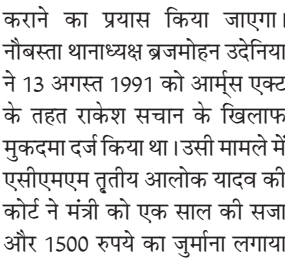 कराने का प्रयास किया जाएगा।
नौबस्ता थानाध्यक्ष ब्रजमोहन उदेनिया
ने 13 अगस्त 1991 को आर्म्स एक्ट
के तहत राकेश सचान के खिलाफ
मुकदमा दर्ज किया था। उसी मामले में
एसीएमएम तृतीय आलोक यादव की
कोर्ट ने मंत्री को एक साल की सजा
और 1500 रुपये का जुर्माना लगाया